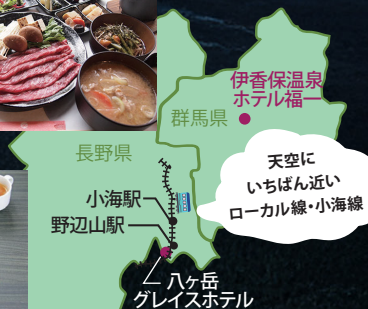 伊香保温泉
ホテル福一
群馬県
長野県
天空に
いちばん近い
ローカル線・小海線
小海駅
野辺山駅
八ヶ岳
グレイスホテル